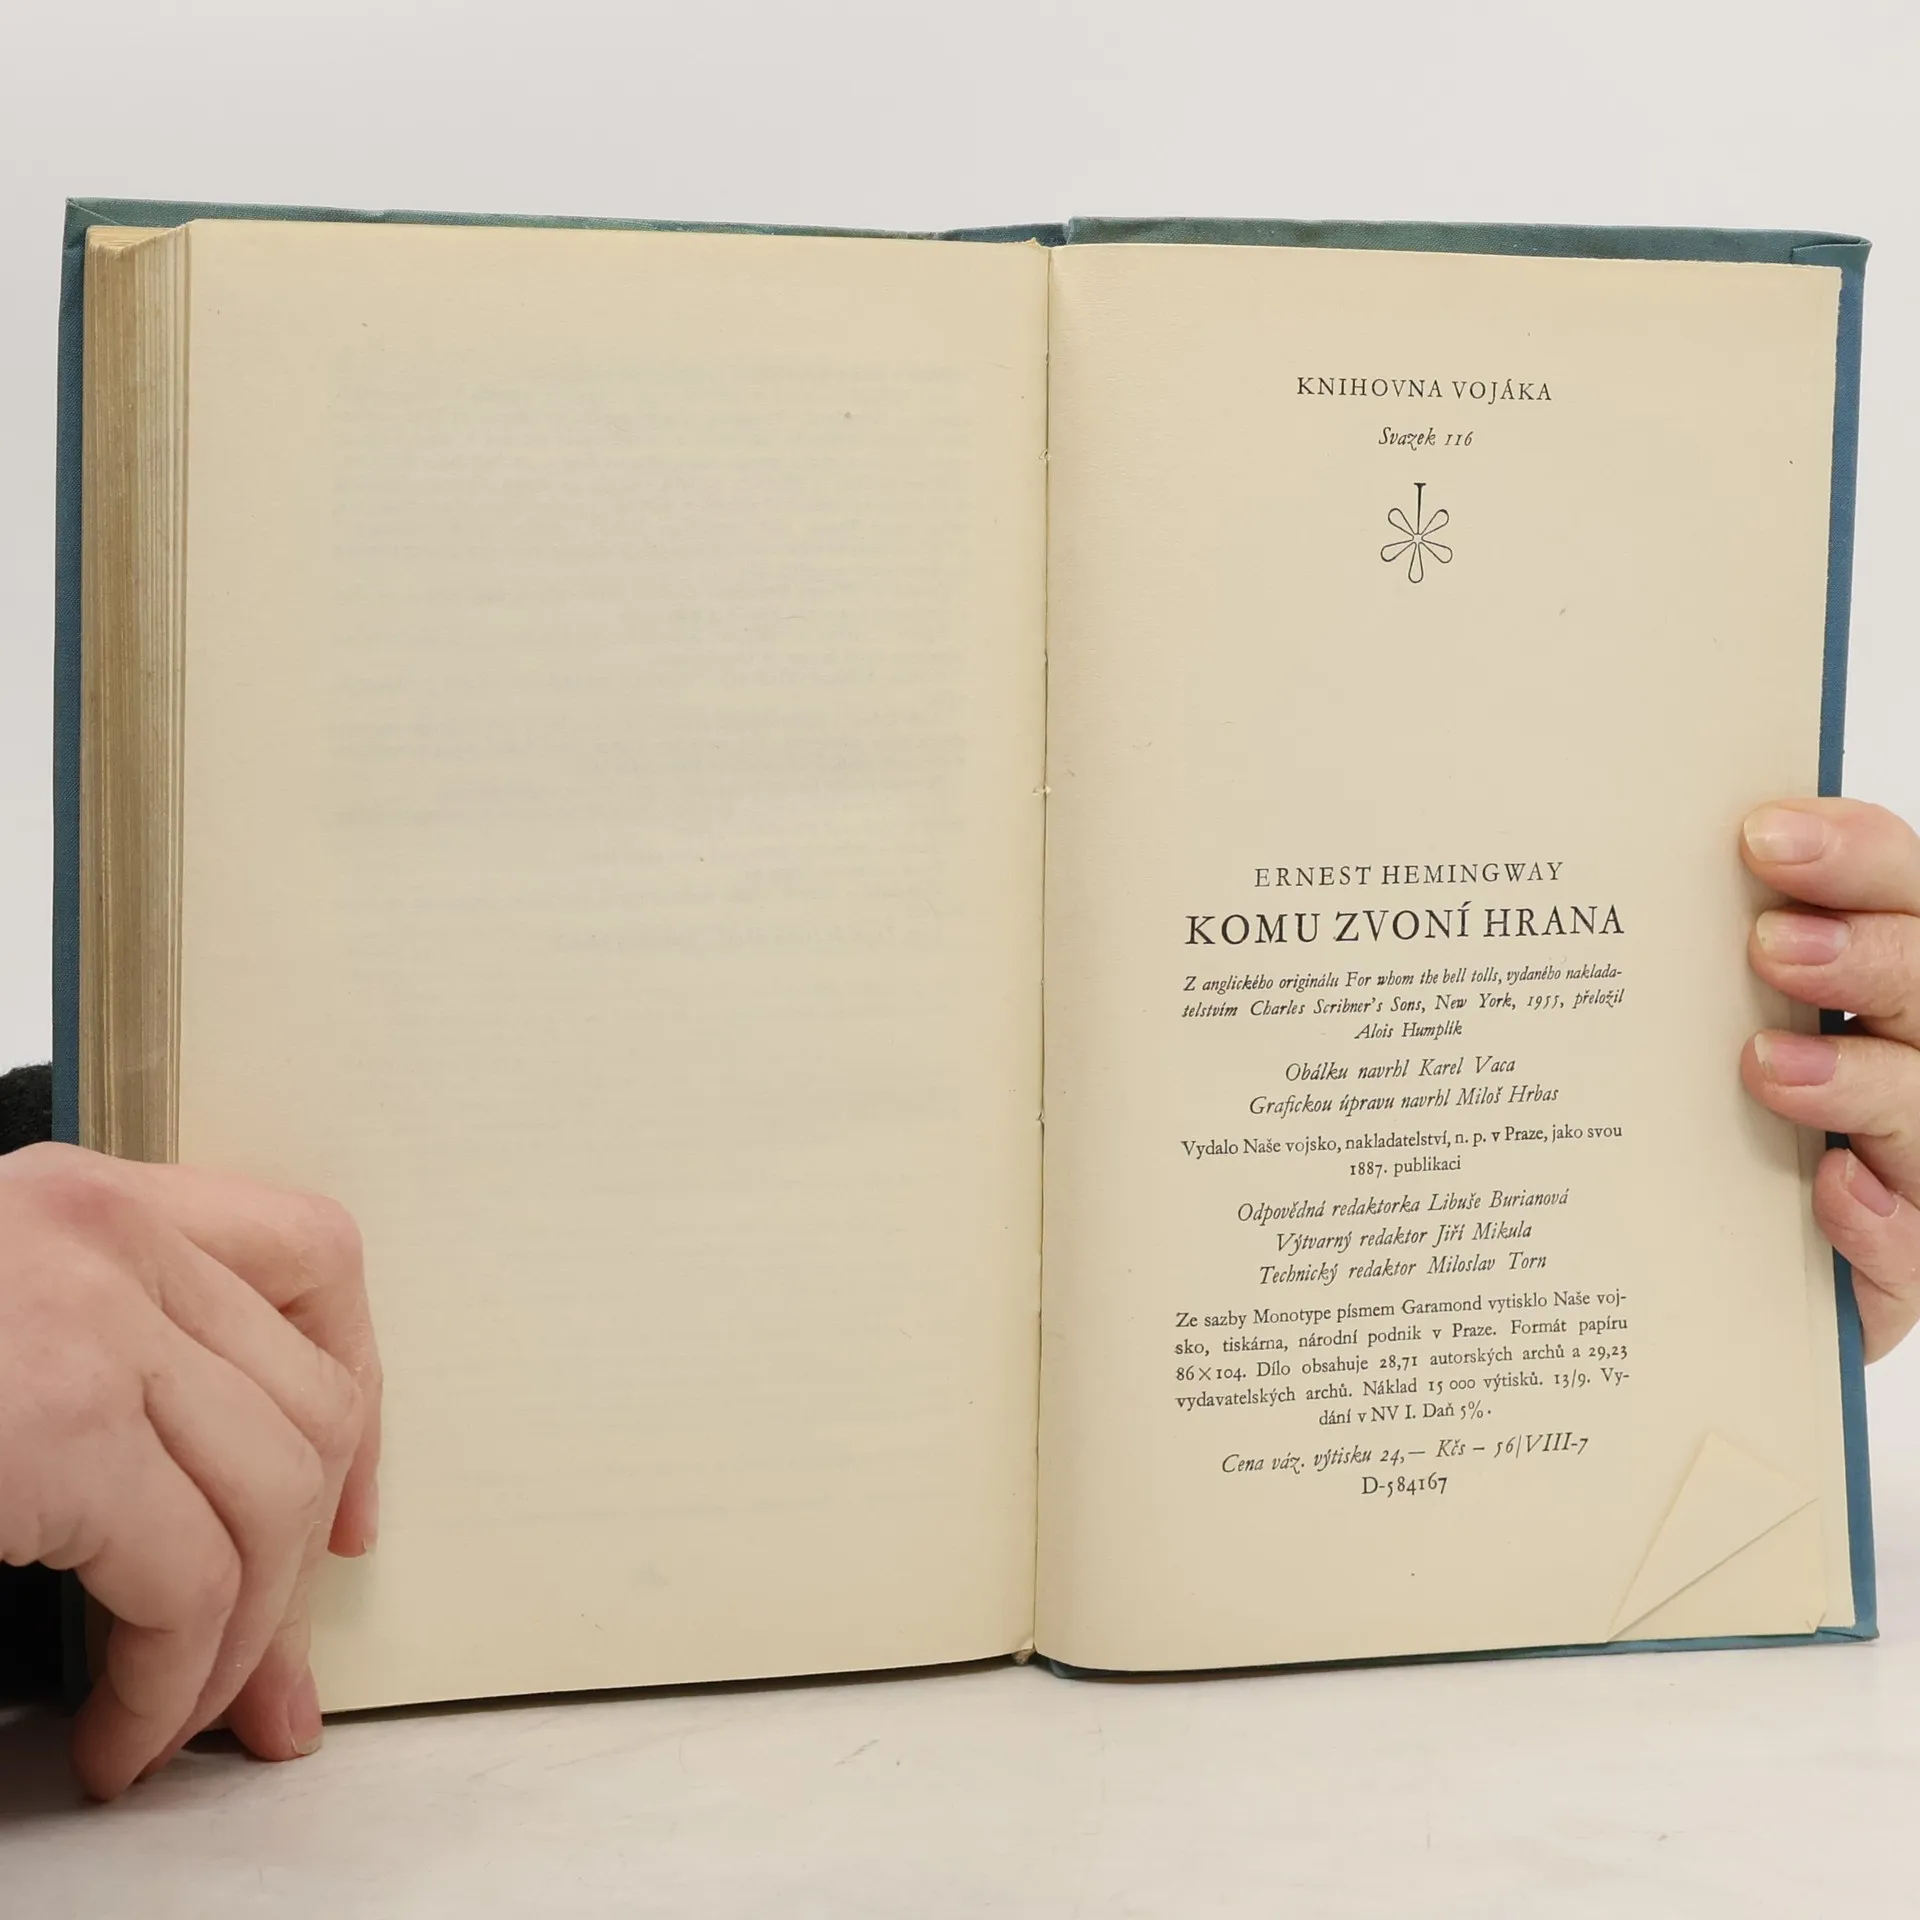 KNIHOVNA VOJÁKA
Svazek 116
ERNEST HEMINGWAY
KOMU ZVONÍ HRANA
Z anglického originálu For whom the bell tolls, vydaného naklada-
telstvím Charles Scribner's Sons, New York, 1955, přeložil
Alois Humplík
Obálku navrhl Karel Vaca
Grafickou úpravu navrhl Miloš Hrbas
Vydalo Naše vojsko, nakladatelství, n. p. v Praze, jako svou
1887. publikaci
Odpovědná redaktorka Libuše Burianová
Výtvarný redaktor Jiří Mikula
Technický redaktor Miloslav Torn
Ze sazby Monotype písmem Garamond vytisklo Naše voj-
sko, tiskárna, národní podnik v Praze. Formát papíru
86×104. Dílo obsahuje 28,71 autorských archů a 29,23
vydavatelských archů. Náklad 15 000 výtisků. 13/9. Vy-
dání v NV I. Daň 5%.
Cena váz. výtisku 24,— Kčs – 56/VIII-7
D-584167